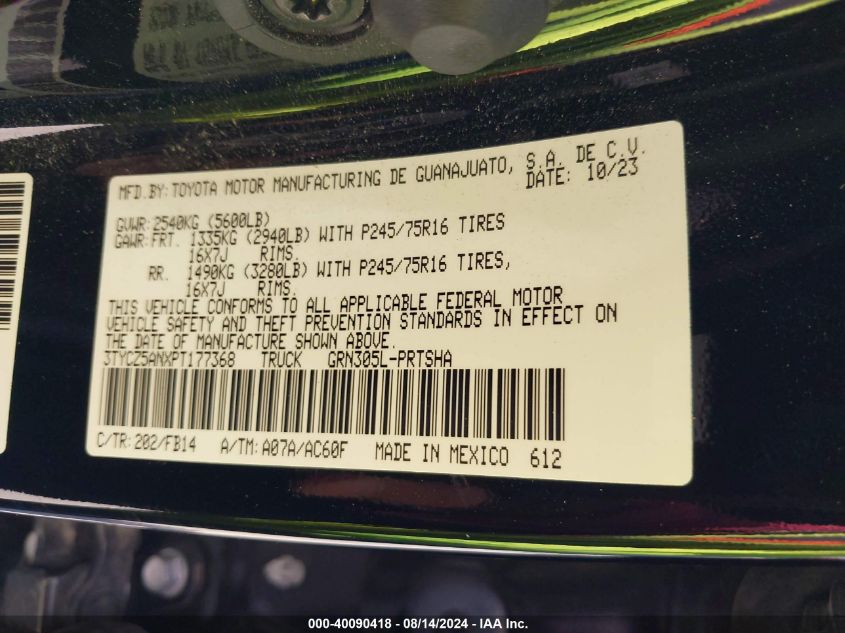 MFD.BY: TOYOTA MOTOR MANUFACTURING DE GUANAJUATO, S.A. DE C.V.
DATE: 10/23
GVWR: 2540KG (5600LB)
GAWR: FRT. 1335KG (2940LB) WITH P245/75R16 TIRES
16X7J RIMS.
RR. 1490KG (3280LB) WITH P245/75R16 TIRES,
16X7J RIMS.
THIS VEHICLE CONFORMS TO ALL APPLICABLE FEDERAL MOTOR
VEHICLE SAFETY AND THEFT PREVENTION STANDARDS IN EFFECT ON
THE DATE OF MANUFACTURE SHOWN ABOVE.
3TYCZ5ANXPT177368 TRUCK GRN305L-PRTSHA
C/TR: 202/FB14 A/TM: A07A/AC60F MADE IN MEXICO 612
000-40090418 - 08/14/2024 - IAA Inc.